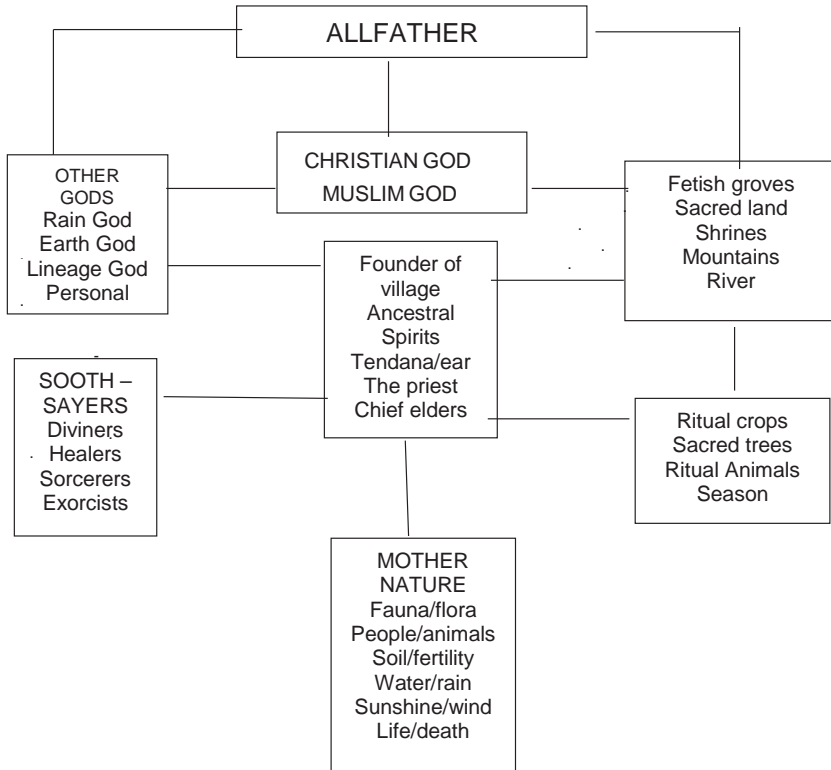 ALLFATHER
CHRISTIAN GOD
MUSLIM GOD
OTHER
GODS
Rain God
Earth God
Lineage God
Personal
Fetish groves
Sacred land
Shrines
Mountains
River
Founder of
village
Ancestral
Spirits
Tendana/ear
The priest
Chief elders
SOOTH –
SAYERS
Diviners
Healers
Sorcerers
Exorcists
Ritual crops
Sacred trees
Ritual Animals
Season
MOTHER
NATURE
Fauna/flora
People/animals
Soil/fertility
Water/rain
Sunshine/wind
Life/death